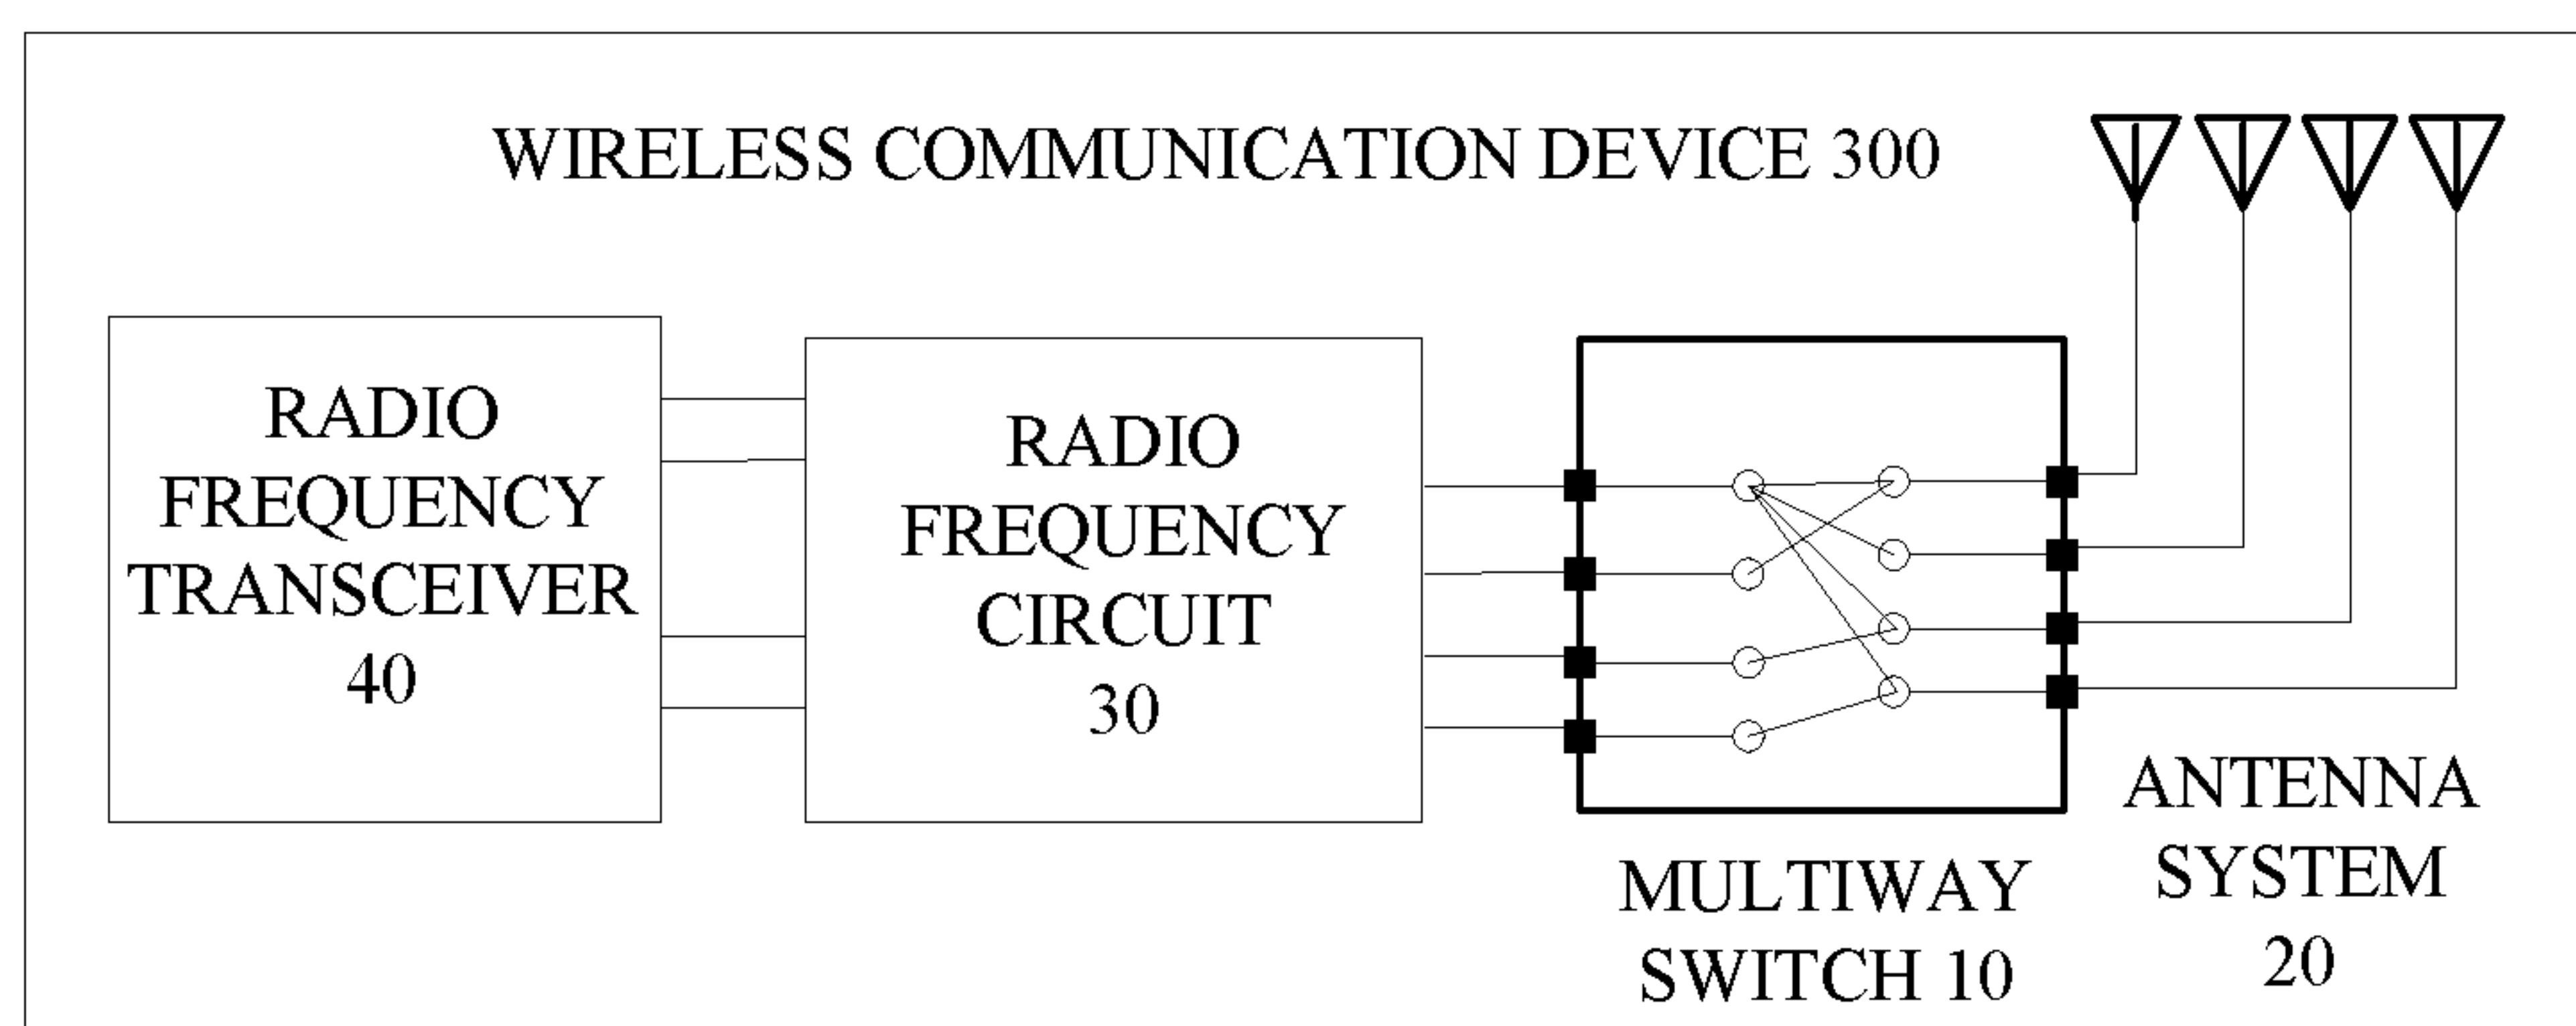 WIRELESS COMMUNICATION DEVICE 300
RADIO
FREQUENCY
TRANSCEIVER
40
RADIO
FREQUENCY
CIRCUIT
30
MULTIWAY
SWITCH 10
ANTENNA
SYSTEM
20